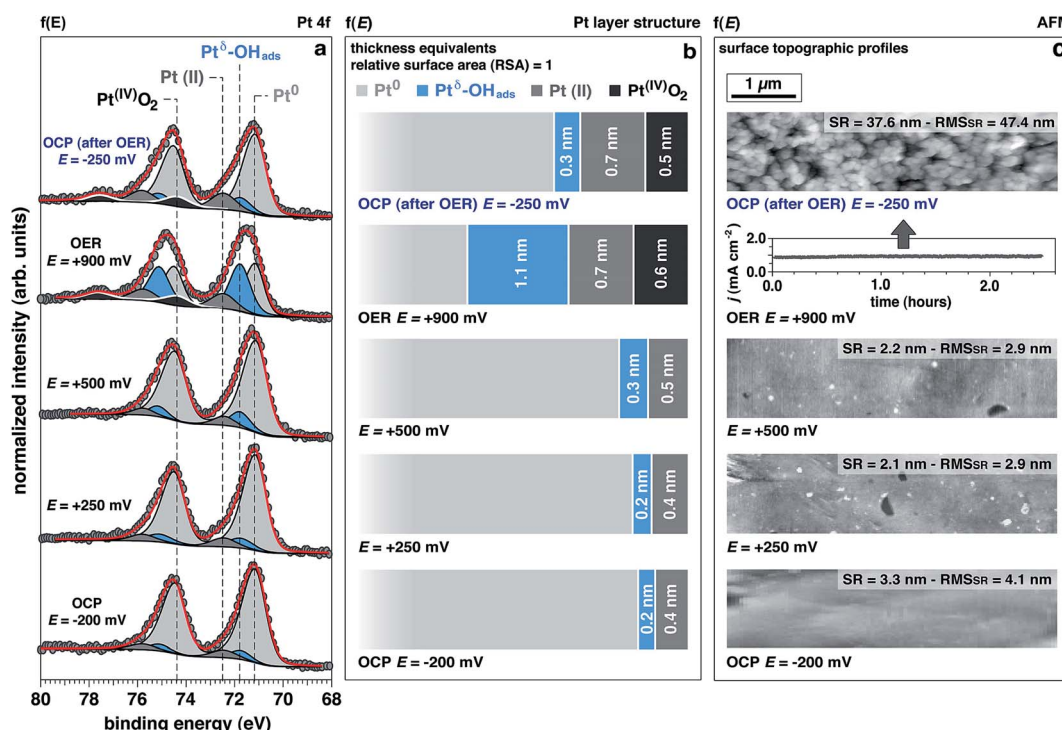 f(E)
Pt 4f
a
Pt^δ-OH_ads
Pt (II)
Pt^(IV)O₂
Pt⁰
OCP (after OER)
E = -250 mV
OER
E = +900 mV
E = +500 mV
E = +250 mV
OCP
E = -200 mV
normalized intensity (arb. units)
80 78 76 74 72 70 68
binding energy (eV)
f(E)
Pt layer structure
thickness equivalents
b
relative surface area (RSA) = 1
Pt⁰ Pt^δ-OH_ads Pt (II) Pt^(IV)O₂
0.3 nm
0.7 nm
0.5 nm
OCP (after OER) E = -250 mV
1.1 nm
0.7 nm
0.6 nm
OER E = +900 mV
0.3 nm
0.5 nm
E = +500 mV
0.2 nm
0.4 nm
E = +250 mV
0.2 nm
0.4 nm
OCP E = -200 mV
f(E)
AFM
surface topographic profiles
c
1 µm
SR = 37.6 nm - RMS_SR = 47.4 nm
OCP (after OER) E = -250 mV
j (mA cm⁻²)
2.0
1.0
0.0
0.0 1.0 2.0
time (hours)
OER E = +900 mV
SR = 2.2 nm - RMS_SR = 2.9 nm
E = +500 mV
SR = 2.1 nm - RMS_SR = 2.9 nm
E = +250 mV
SR = 3.3 nm - RMS_SR = 4.1 nm
OCP E = -200 mV